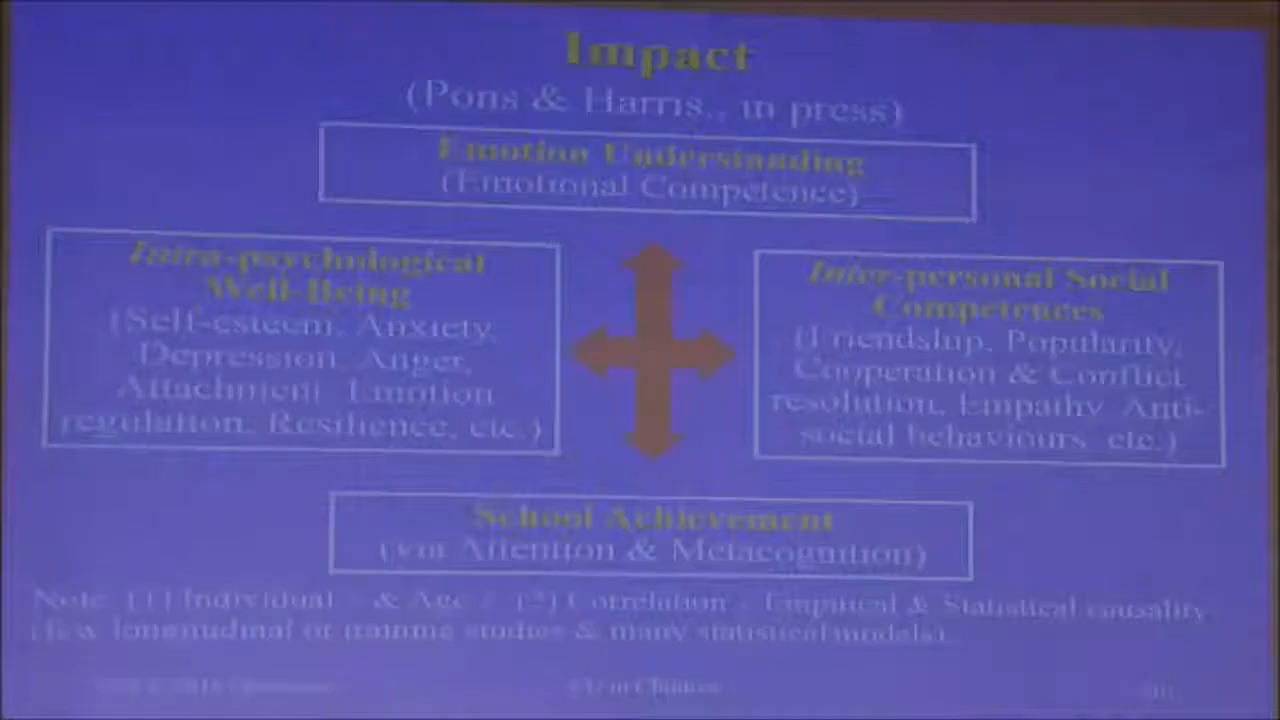 Impact
(Pons & Harris., in press)
Emotion Understanding
(Emotional Competence)
Intra-psychological
Well-Being
(Self-esteem, Anxiety,
Depression, Anger,
Attachment, Emotion
regulation, Resilience, etc.)
Inter-personal Social
Competences
(Friendship, Popularity,
Cooperation & Conflict
resolution, Empathy, Anti-
social behaviours, etc.)
School Achievement
(via Attention & Metacognition)
Note: (1) Individual & Age (2) Correlation Empirical & Statistical causality
(few longitudinal or training studies & many statistical models).
in Children